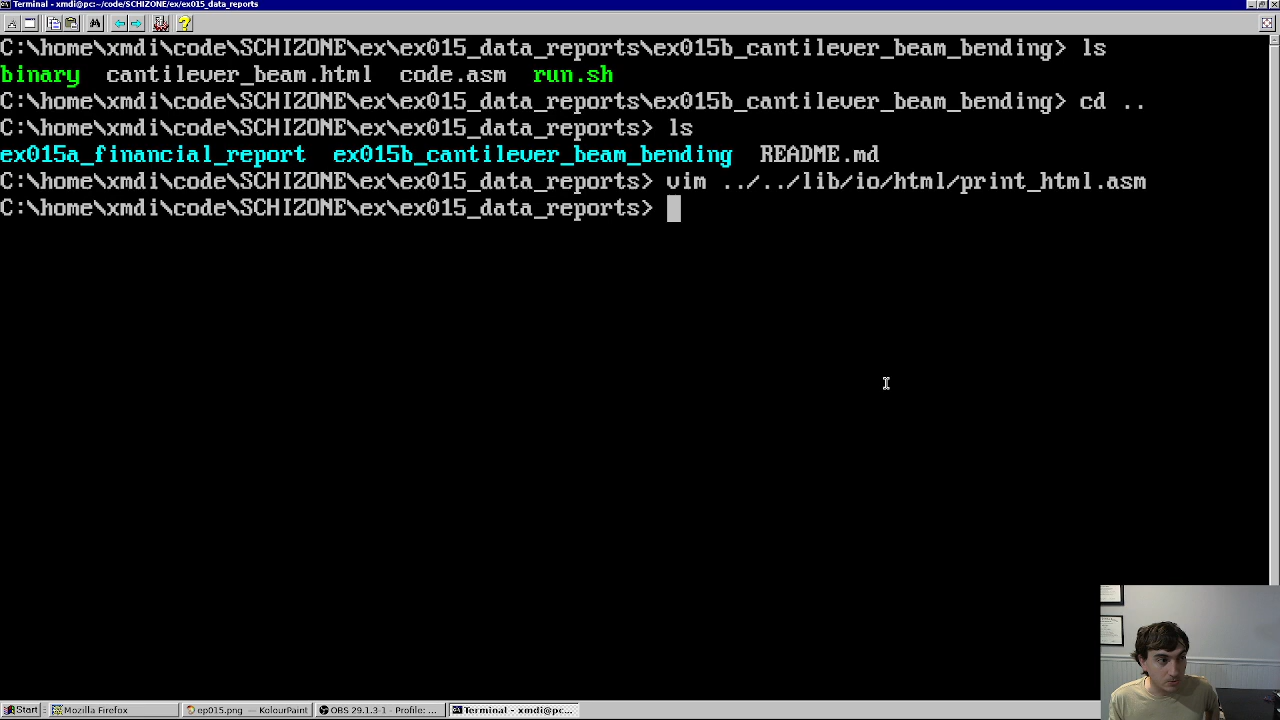 Terminal - xmdi@pc:~/code/SCHIZONE/ex/ex015_data_reports
C:\home\xmdi\code\SCHIZONE\ex\ex015_data_reports\ex015b_cantilever_beam_bending> ls
binary cantilever_beam.html code.asm run.sh
C:\home\xmdi\code\SCHIZONE\ex\ex015_data_reports\ex015b_cantilever_beam_bending> cd ..
C:\home\xmdi\code\SCHIZONE\ex\ex015_data_reports> ls
ex015a_financial_report ex015b_cantilever_beam_bending README.md
C:\home\xmdi\code\SCHIZONE\ex\ex015_data_reports> vim ../../lib/io/html/print_html.asm
C:\home\xmdi\code\SCHIZONE\ex\ex015_data_reports>
Start Mozilla Firefox ep015.png — KolourPaint OBS 29.1.3-1 - Profile: ... Terminal - xmdi@pc:...